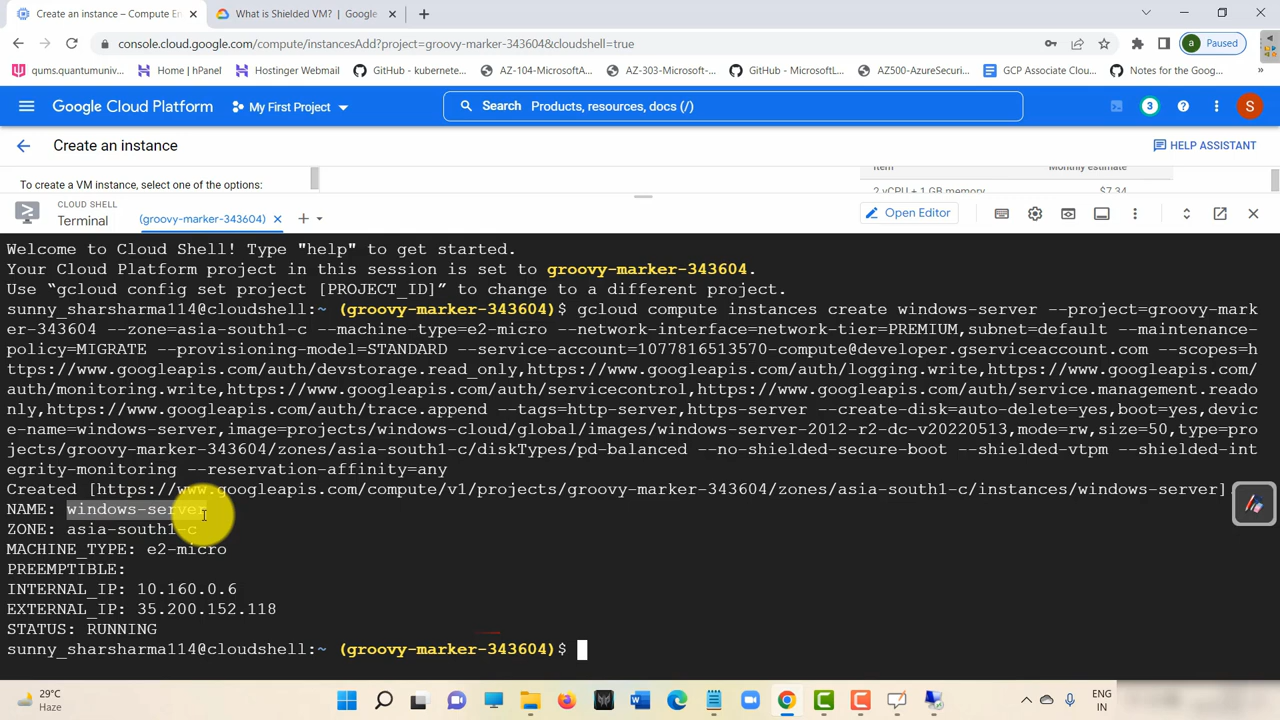 Create an instance – Compute En
What is Shielded VM? | Google
console.cloud.google.com/compute/instancesAdd?project=groovy-marker-343604&cloudshell=true
a Paused
qums.quantumuniv...
Home | hPanel
Hostinger Webmail
GitHub - kubernete...
AZ-104-MicrosoftA...
AZ-303-Microsoft-...
GitHub - MicrosoftL...
AZ500-AzureSecuri...
GCP Associate Clou...
Notes for the Goog...
Google Cloud Platform
My First Project
Search Products, resources, docs (/)
3
S
Create an instance
HELP ASSISTANT
To create a VM instance, select one of the options:
Item Monthly estimate
2 vCPU + 1 GB memory $7.34
CLOUD SHELL
Terminal
(groovy-marker-343604)
Open Editor
Welcome to Cloud Shell! Type "help" to get started.
Your Cloud Platform project in this session is set to groovy-marker-343604.
Use “gcloud config set project [PROJECT_ID]” to change to a different project.
sunny_sharsharma114@cloudshell:~ (groovy-marker-343604)$ gcloud compute instances create windows-server --project=groovy-mark
er-343604 --zone=asia-south1-c --machine-type=e2-micro --network-interface=network-tier=PREMIUM,subnet=default --maintenance-
policy=MIGRATE --provisioning-model=STANDARD --service-account=1077816513570-compute@developer.gserviceaccount.com --scopes=h
ttps://www.googleapis.com/auth/devstorage.read_only,https://www.googleapis.com/auth/logging.write,https://www.googleapis.com/
auth/monitoring.write,https://www.googleapis.com/auth/servicecontrol,https://www.googleapis.com/auth/service.management.reado
nly,https://www.googleapis.com/auth/trace.append --tags=http-server,https-server --create-disk=auto-delete=yes,boot=yes,devic
e-name=windows-server,image=projects/windows-cloud/global/images/windows-server-2012-r2-dc-v20220513,mode=rw,size=50,type=pro
jects/groovy-marker-343604/zones/asia-south1-c/diskTypes/pd-balanced --no-shielded-secure-boot --shielded-vtpm --shielded-int
egrity-monitoring --reservation-affinity=any
Created [https://www.googleapis.com/compute/v1/projects/groovy-marker-343604/zones/asia-south1-c/instances/windows-server].
NAME: windows-server
ZONE: asia-south1-c
MACHINE_TYPE: e2-micro
PREEMPTIBLE:
INTERNAL_IP: 10.160.0.6
EXTERNAL_IP: 35.200.152.118
STATUS: RUNNING
sunny_sharsharma114@cloudshell:~ (groovy-marker-343604)$
29°C
Haze
ENG
IN